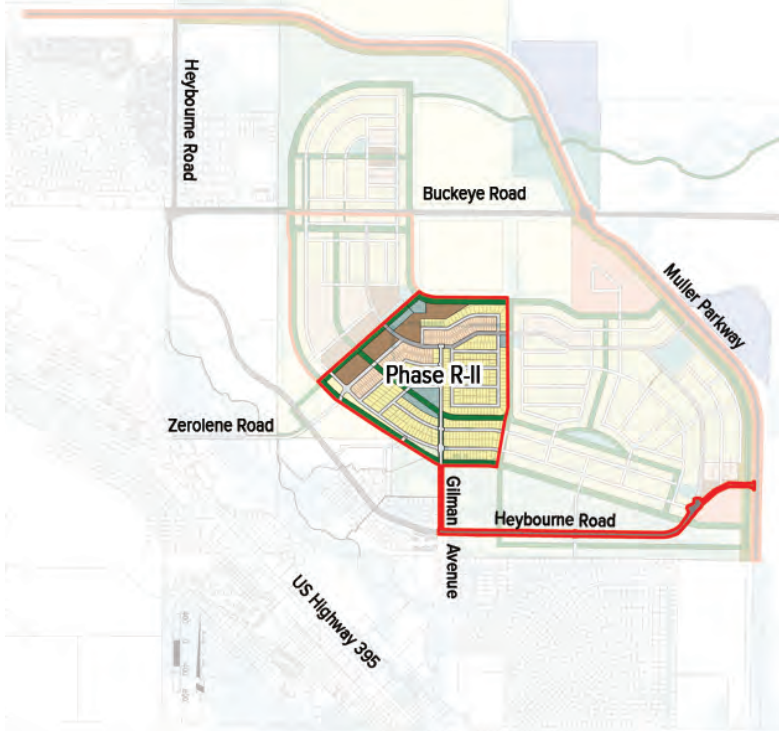 Heybourne Road
Buckeye Road
Muller Parkway
Phase R-II
Zerolene Road
Gilman
Avenue
Heybourne Road
US Highway 395